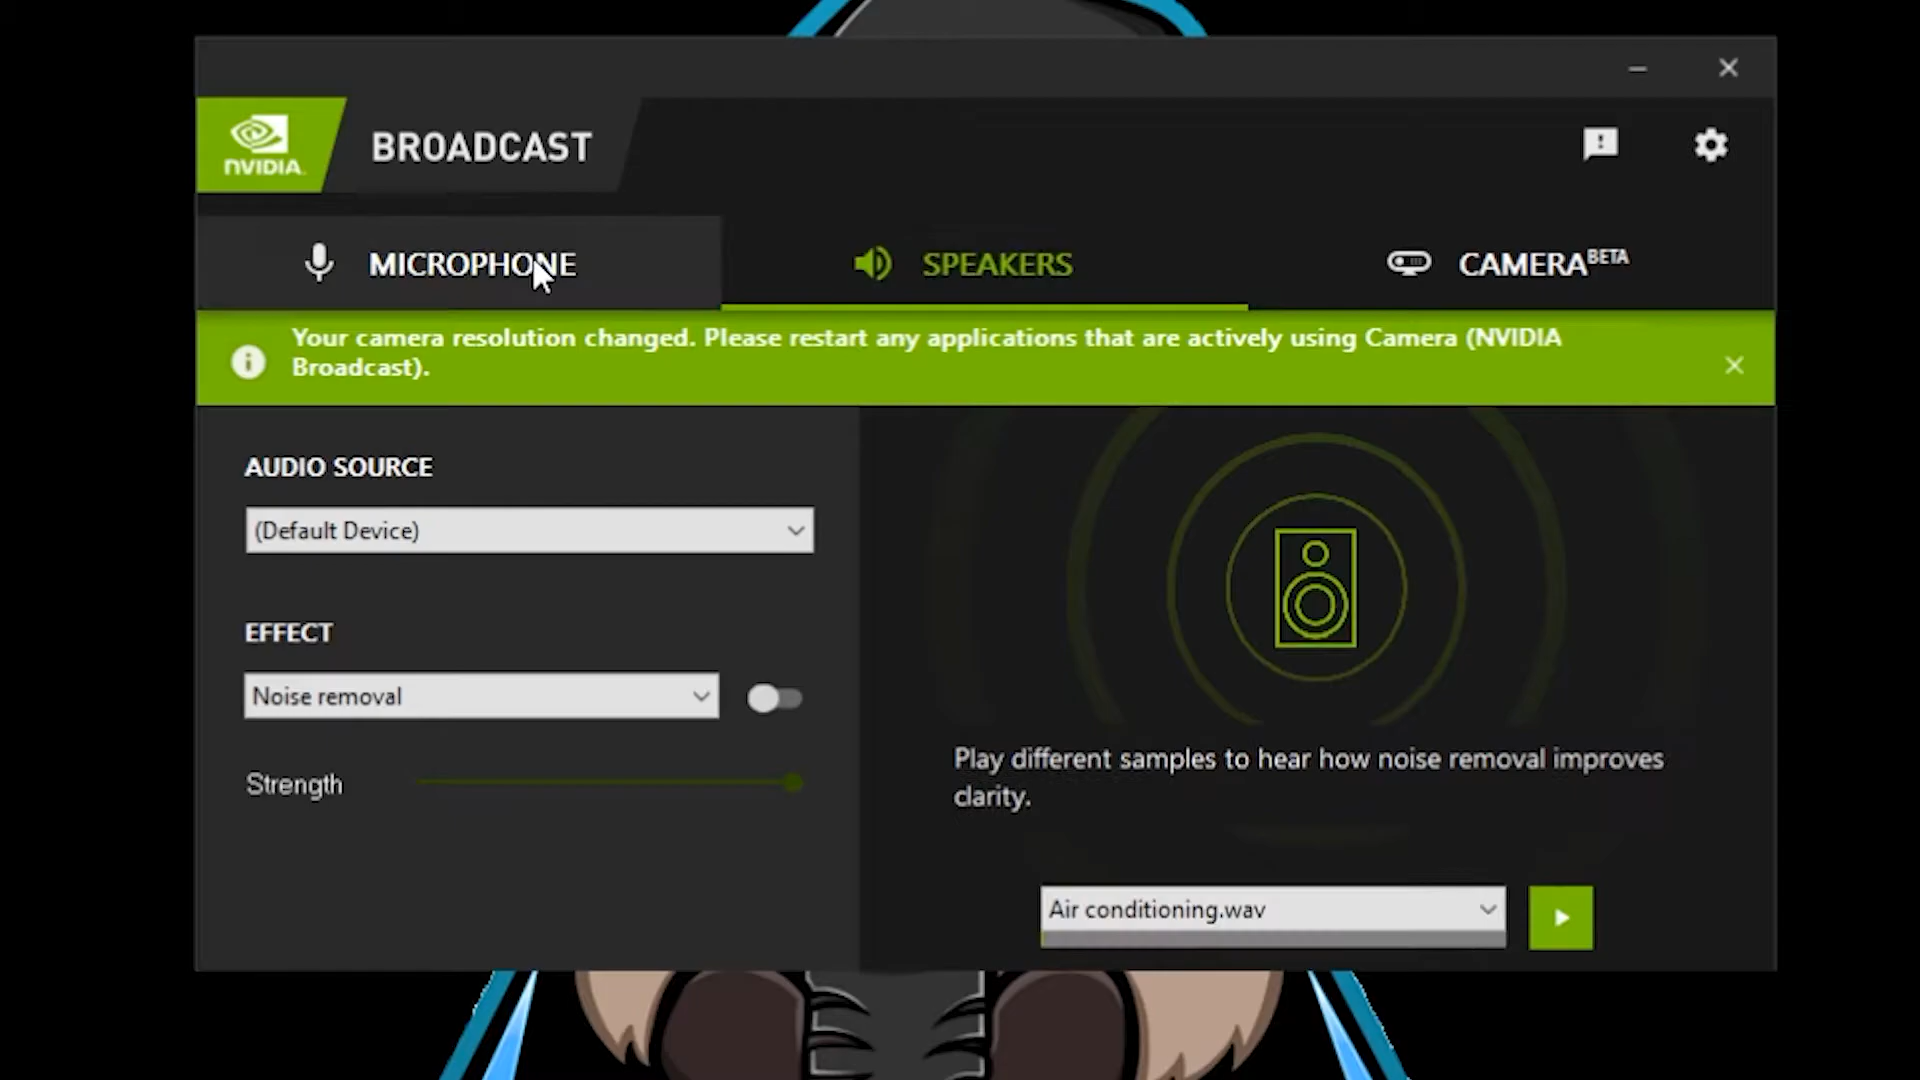 NVIDIA.
BROADCAST
MICROPHONE
SPEAKERS
CAMERA BETA
Your camera resolution changed. Please restart any applications that are actively using Camera (NVIDIA
Broadcast).
AUDIO SOURCE
(Default Device)
EFFECT
Noise removal
Strength
Play different samples to hear how noise removal improves
clarity.
Air conditioning.wav